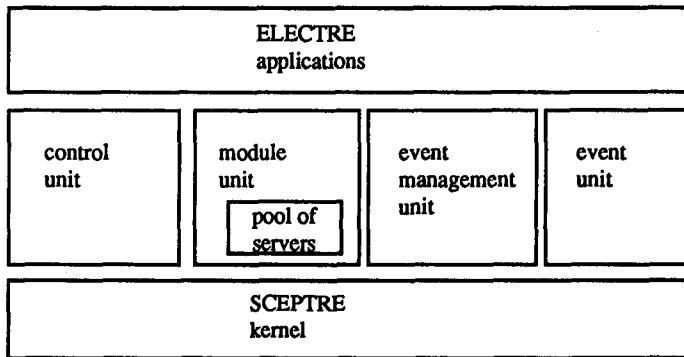 ELECTRE
applications
control
unit
module
unit
pool of
servers
event
management
unit
event
unit
SCEPTRE
kernel